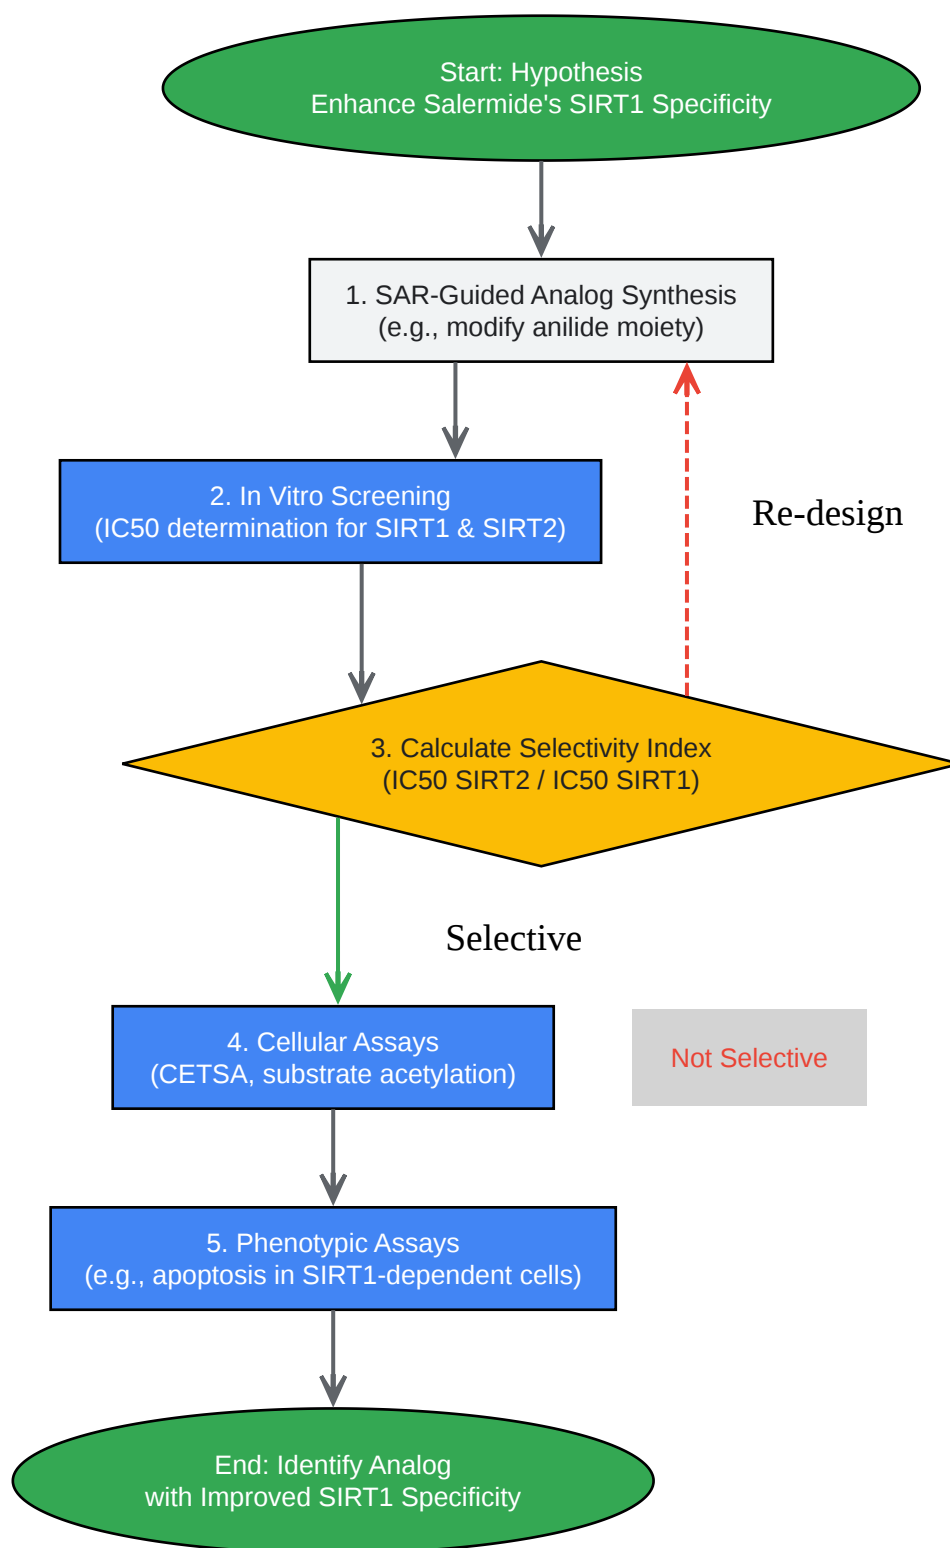 Start: Hypothesis
Enhance Salermide's SIRT1 Specificity
1. SAR-Guided Analog Synthesis
(e.g., modify anilide moiety)
2. In Vitro Screening
(IC50 determination for SIRT1 & SIRT2)
Re-design
3. Calculate Selectivity Index
(IC50 SIRT2 / IC50 SIRT1)
Selective
4. Cellular Assays
(CETSA, substrate acetylation)
Not Selective
5. Phenotypic Assays
(e.g., apoptosis in SIRT1-dependent cells)
End: Identify Analog
with Improved SIRT1 Specificity